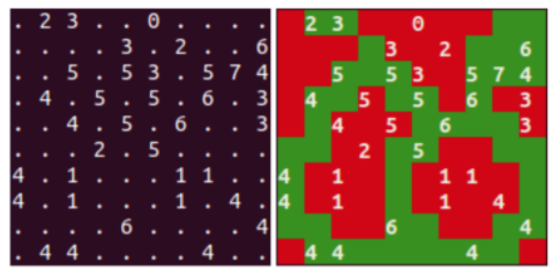 . 2 3 . . 0 . . . .
. . . . 3 . 2 . . 6
. . 5 . 5 3 . 5 7 4
. 4 . 5 . 5 . 6 . 3
. . 4 . 5 . 6 . . 3
. . . 2 . 5 . . . .
4 . 1 . . . 1 1 . .
4 . 1 . . . 1 . 4 .
. . . . 6 . . . . 4
. 4 4 . . . . 4 . .
2 3 0
3 2 6
5 5 3 5 7 4
4 5 5 6 3
4 5 6 3
2 5
4 1 1 1
4 1 1 4
6 4
4 4 4